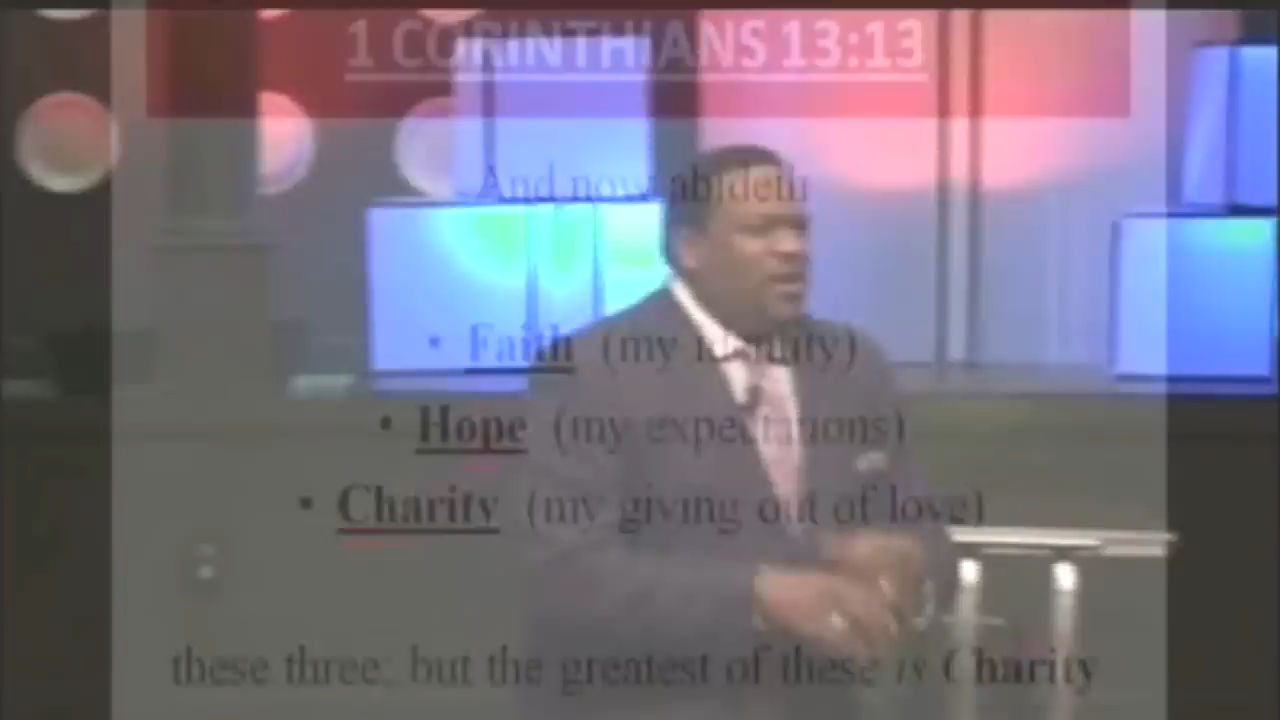 1 CORINTHIANS 13:13
And now abideth
• Faith (my identity)
• Hope (my expectations)
• Charity (my giving out of love)
these three; but the greatest of these is Charity